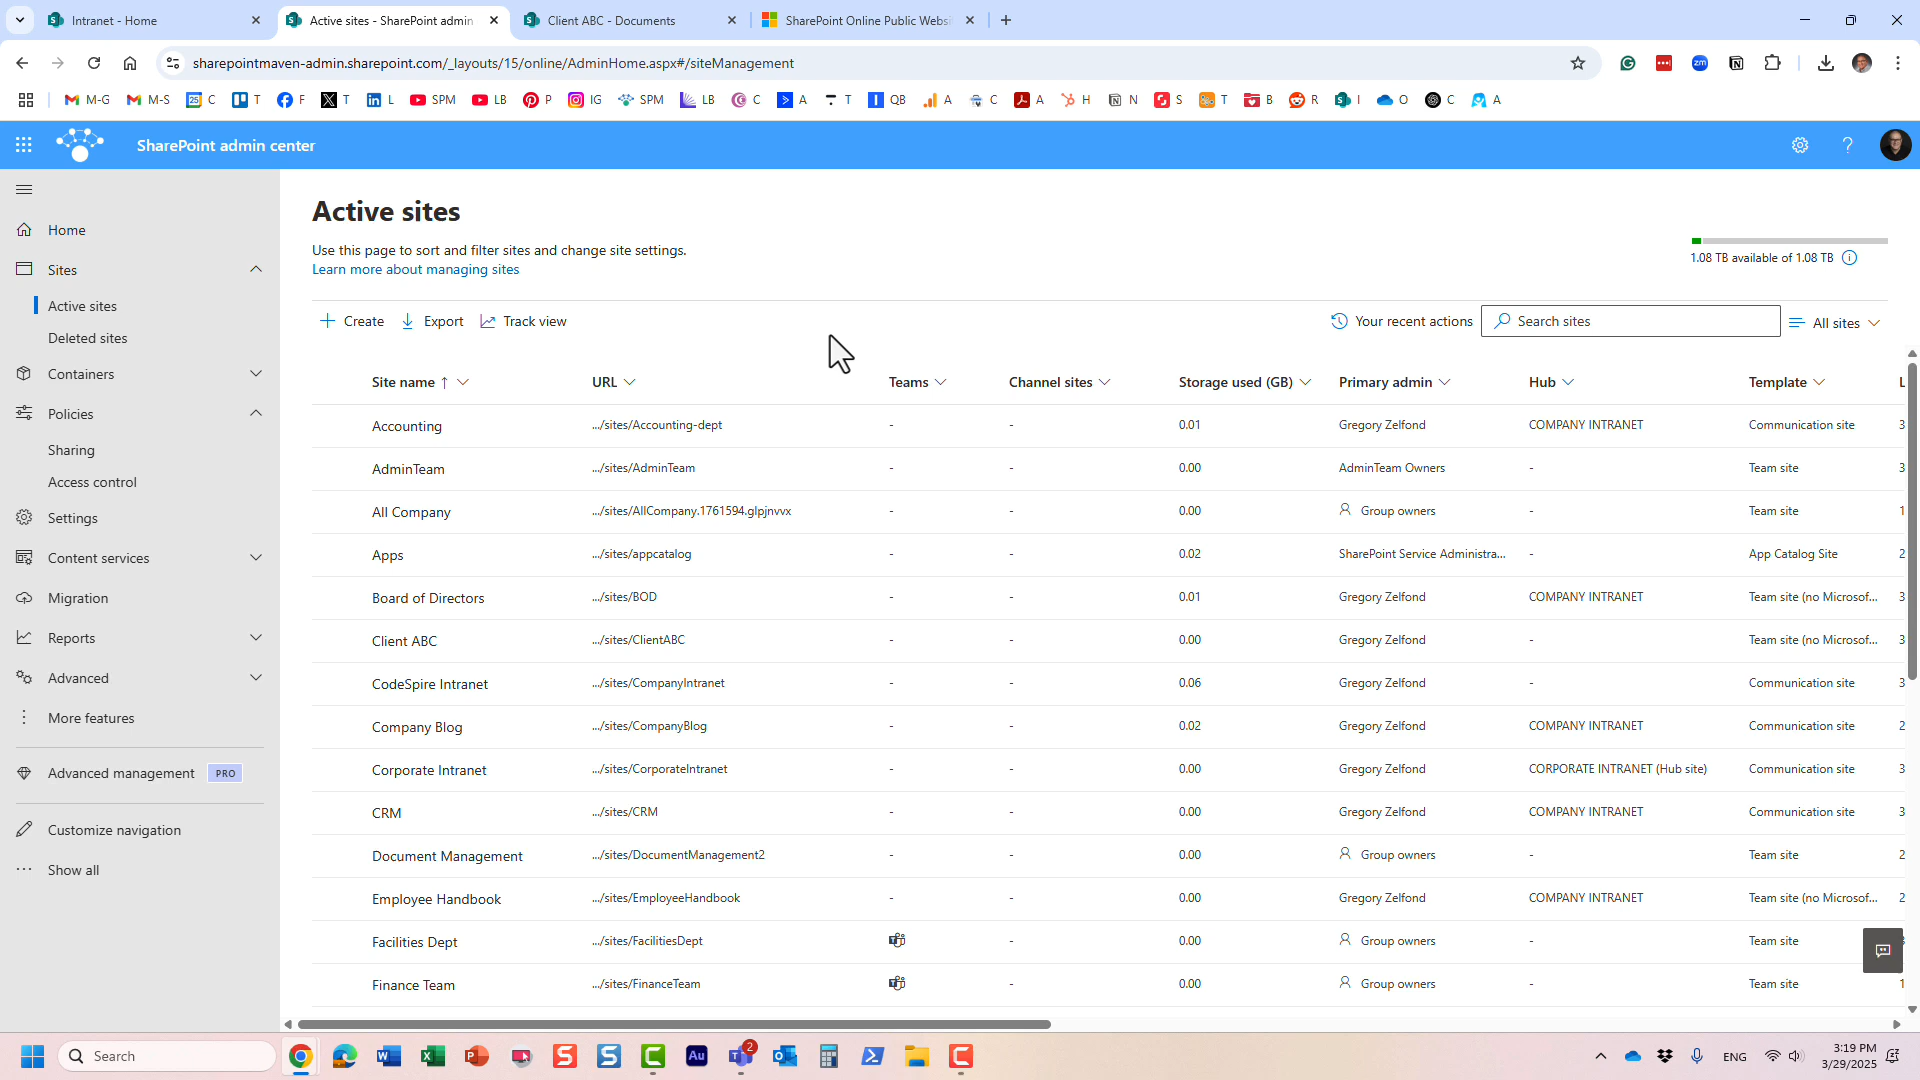 Intranet - Home
Active sites - SharePoint admin
Client ABC - Documents
SharePoint Online Public Websi
sharepointmaven-admin.sharepoint.com/_layouts/15/online/AdminHome.aspx#/siteManagement
M-G M-S C T F T L SPM LB P IG SPM LB C A T QB A C A H N S T B R I O C A
SharePoint admin center
Home
Sites
Active sites
Deleted sites
Containers
Policies
Sharing
Access control
Settings
Content services
Migration
Reports
Advanced
More features
Advanced management PRO
Customize navigation
Show all
Active sites
Use this page to sort and filter sites and change site settings.
Learn more about managing sites
1.08 TB available of 1.08 TB
Create Export Track view Your recent actions Search sites All sites
Site name ↑ URL Teams Channel sites Storage used (GB) Primary admin Hub Template L
Accounting .../sites/Accounting-dept - - 0.01 Gregory Zelfond COMPANY INTRANET Communication site 3
AdminTeam .../sites/AdminTeam - - 0.00 AdminTeam Owners - Team site 3
All Company .../sites/AllCompany.1761594.glpjnvvx - - 0.00 Group owners - Team site 1
Apps .../sites/appcatalog - - 0.02 SharePoint Service Administra... - App Catalog Site 2
Board of Directors .../sites/BOD - - 0.01 Gregory Zelfond COMPANY INTRANET Team site (no Microsof... 3
Client ABC .../sites/ClientABC - - 0.00 Gregory Zelfond - Team site (no Microsof... 3
CodeSpire Intranet .../sites/CompanyIntranet - - 0.06 Gregory Zelfond - Communication site 3
Company Blog .../sites/CompanyBlog - - 0.02 Gregory Zelfond COMPANY INTRANET Communication site 2
Corporate Intranet .../sites/CorporateIntranet - - 0.00 Gregory Zelfond CORPORATE INTRANET (Hub site) Communication site 3
CRM .../sites/CRM - - 0.00 Gregory Zelfond COMPANY INTRANET Communication site 3
Document Management .../sites/DocumentManagement2 - - 0.00 Group owners - Team site 2
Employee Handbook .../sites/EmployeeHandbook - - 0.00 Gregory Zelfond COMPANY INTRANET Team site (no Microsof... 2
Facilities Dept .../sites/FacilitiesDept - 0.00 Group owners - Team site
Finance Team .../sites/FinanceTeam - 0.00 Group owners - Team site 1
Search
2
ENG
3:19 PM
3/29/2025